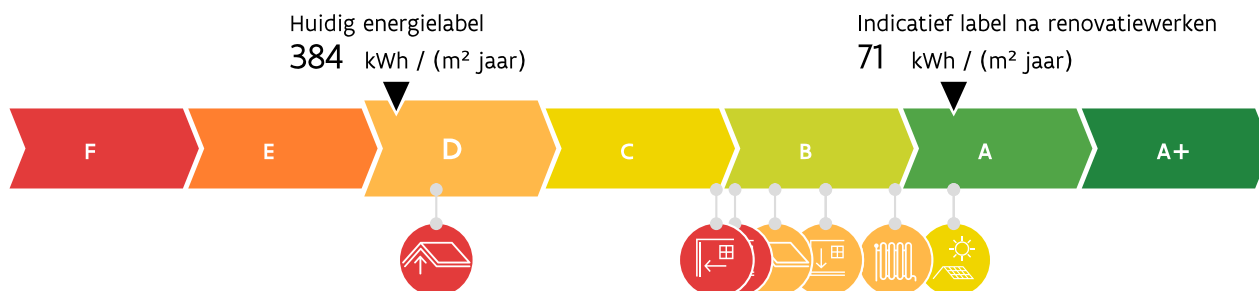 Huidig energielabel
384 kWh / (m² jaar)
Indicatief label na renovatiewerken
71 kWh / (m² jaar)
F E D C B A A+